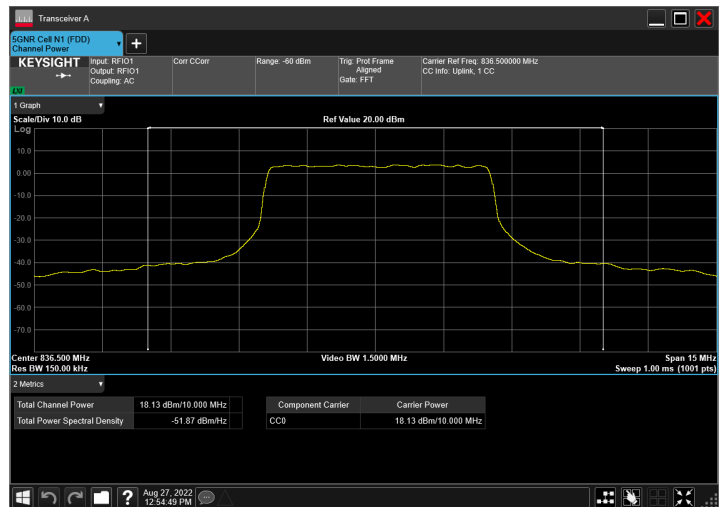 Transceiver A
5GNR Cell N1 (FDD)
Channel Power
KEYSIGHT
LXI
Input: RFIO1
Output: RFIO1
Coupling: AC
Corr CCorr
Range: -60 dBm
Trig: Prot Frame
Aligned
Gate: FFT
Carrier Ref Freq: 836.500000 MHz
CC Info: Uplink, 1 CC
1 Graph
Scale/Div 10.0 dB
Ref Value 20.00 dBm
Log
10.0
0.00
-10.0
-20.0
-30.0
-40.0
-50.0
-60.0
-70.0
Center 836.500 MHz
Video BW 1.5000 MHz
Span 15 MHz
Res BW 150.00 kHz
Sweep 1.00 ms (1001 pts)
2 Metrics
Total Channel Power 18.13 dBm/10.000 MHz
Total Power Spectral Density -51.87 dBm/Hz
Component Carrier Carrier Power
CC0 18.13 dBm/10.000 MHz
?
Aug 27, 2022
12:54:49 PM